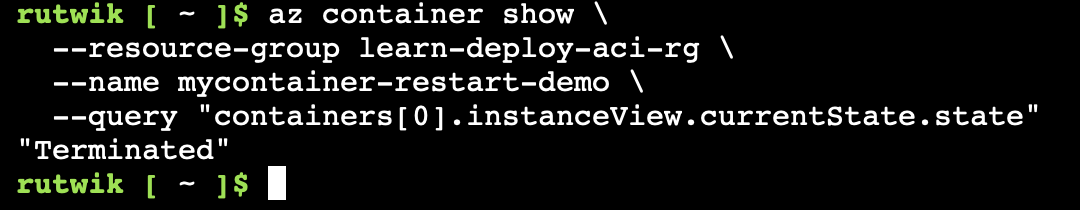 rutwik [ ~ ]$ az container show \
  --resource-group learn-deploy-aci-rg \
  --name mycontainer-restart-demo \
  --query "containers[0].instanceView.currentState.state"
"Terminated"
rutwik [ ~ ]$